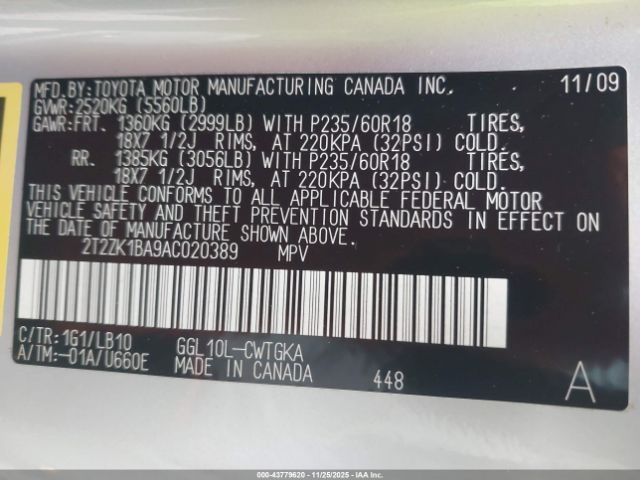 MFD.BY:TOYOTA MOTOR MANUFACTURING CANADA INC. 11/09
GVWR:2520KG (5560LB)
GAWR:FRT. 1360KG (2999LB) WITH P235/60R18 TIRES,
18X7 1/2J RIMS, AT 220KPA (32PSI) COLD.
RR. 1385KG (3056LB) WITH P235/60R18 TIRES,
18X7 1/2J RIMS, AT 220KPA (32PSI) COLD.
THIS VEHICLE CONFORMS TO ALL APPLICABLE FEDERAL MOTOR
VEHICLE SAFETY AND THEFT PREVENTION STANDARDS IN EFFECT ON
THE DATE OF MANUFACTURE SHOWN ABOVE.
2T2ZK1BA9AC020389 MPV
C/TR:1G1/LB10 GGL10L-CWTGKA
A/TM:-01A/U660E MADE IN CANADA 448 A
000-43779620 - 11/25/2025 - IAAI.COM